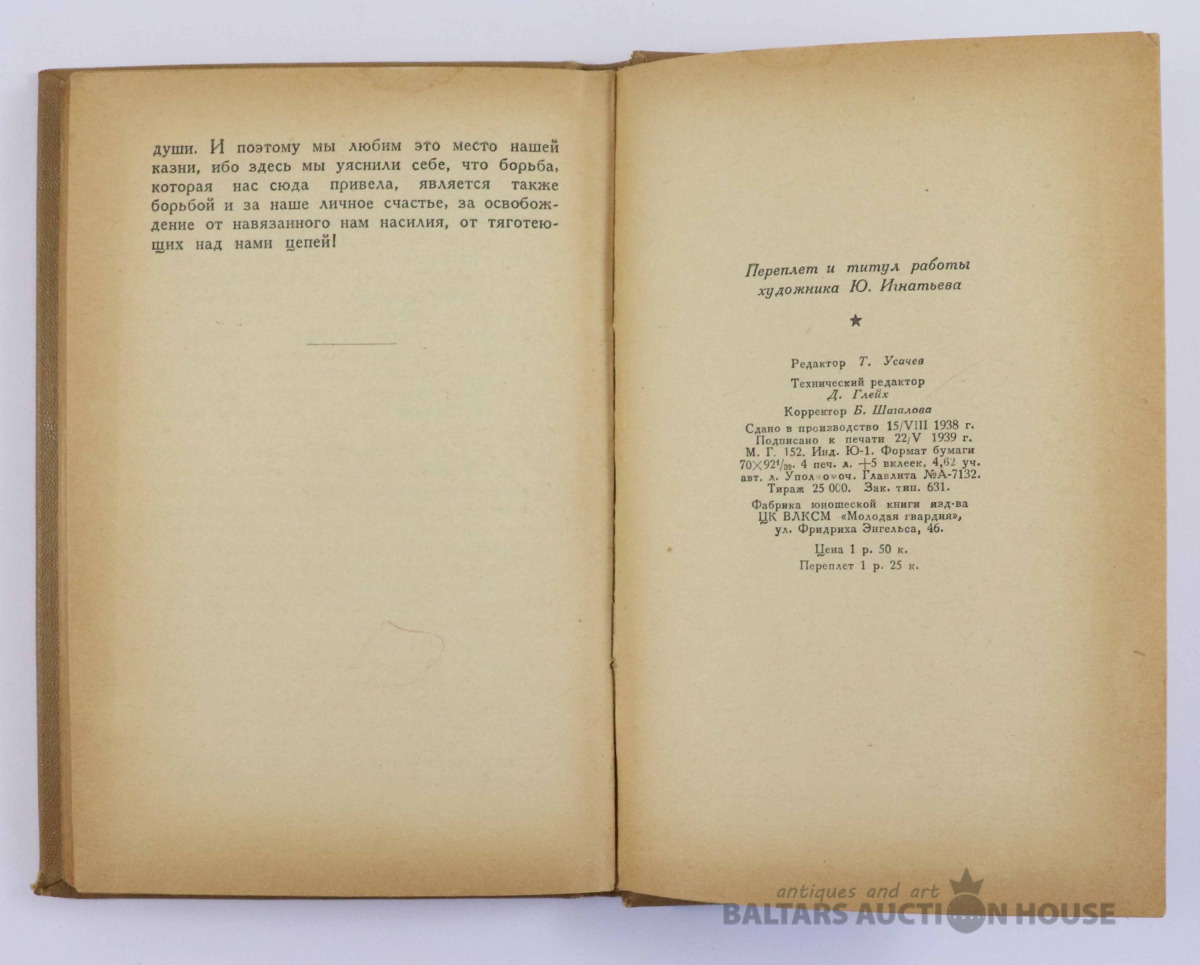 души. И поэтому мы любим это место нашей
казни, ибо здесь мы уяснили себе, что борьба,
которая нас сюда привела, является также
борьбой и за наше личное счастье, за освобож-
дение от навязанного нам насилия, от тяготею-
щих над нами цепей!
Переплет и титул работы
художника Ю. Игнатьева
★
Редактор Т. Усачев
Технический редактор
Д. Глейх
Корректор Б. Шагалова
Сдано в производство 15/VIII 1938 г.
Подписано к печати 22/V 1939 г.
М. Г. 152. Инд. Ю-1. Формат бумаги
70×92¹/₃₂. 4 печ. л. +5 вклеек, 4,62 уч.
авт. л. Главлита №А-7132.
Тираж 25 000. Зак. тип. 631.
Фабрика юношеской книги изд-ва
ЦК ВЛКСМ «Молодая гвардия»,
ул. Фридриха Энгельса, 46.
Цена 1 р. 50 к.
Переплет 1 р. 25 к.
antiques and art
BALTARS AUCTION HOUSE